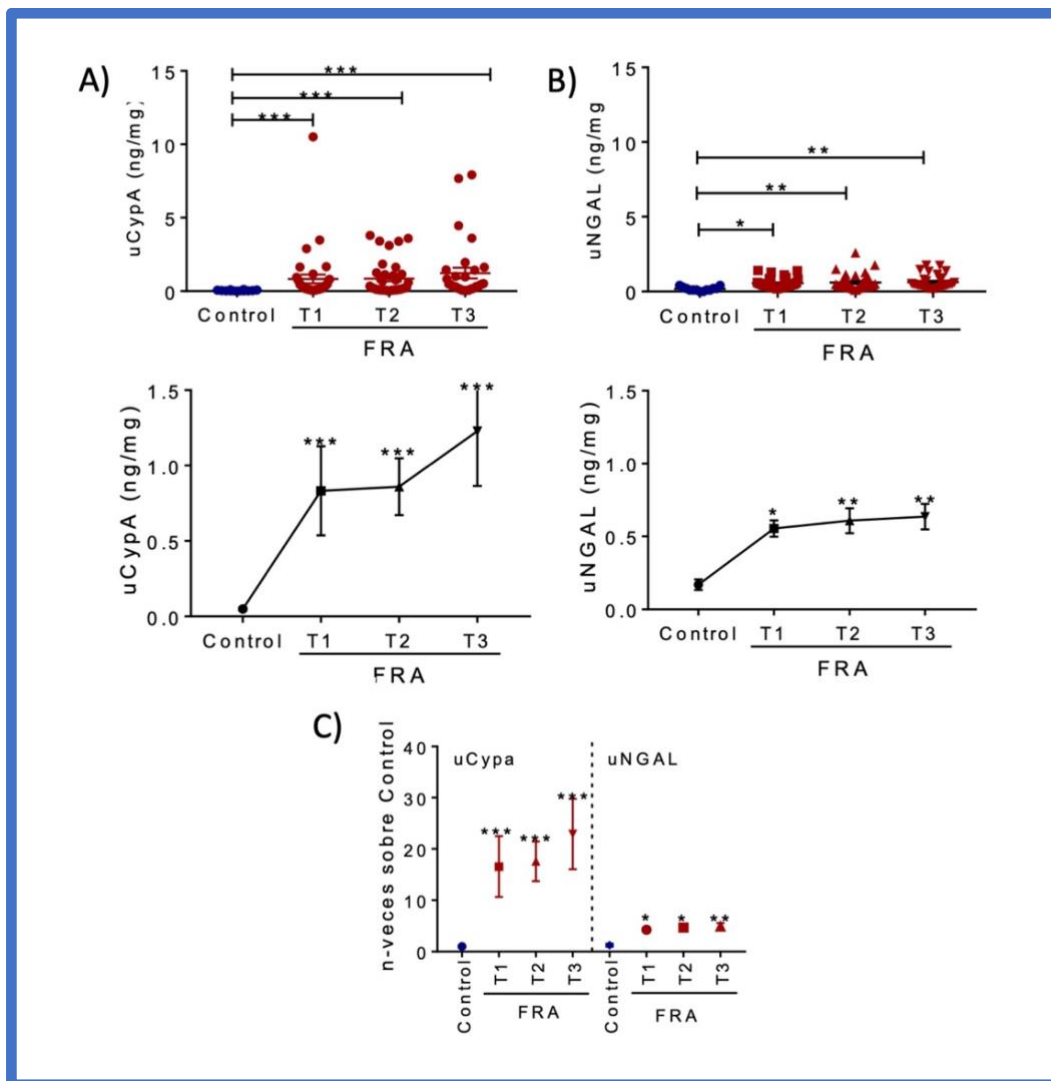 A)
15
10
5
0
uCypA (ng/mg)
***
***
***
Control T1 T2 T3
FRA
B)
15
10
5
0
uNGAL (ng/mg)
**
**
*
Control T1 T2 T3
FRA
1.5
1.0
0.5
0.0
uCypA (ng/mg)
***
***
***
Control T1 T2 T3
FRA
1.5
1.0
0.5
0.0
uNGAL (ng/mg)
* ** **
Control T1 T2 T3
FRA
C)
40
30
20
10
0
n-veces sobre Control
uCypa uNGAL
***
*** ***
* * **
Control T1 T2 T3 Control T1 T2 T3
FRA FRA